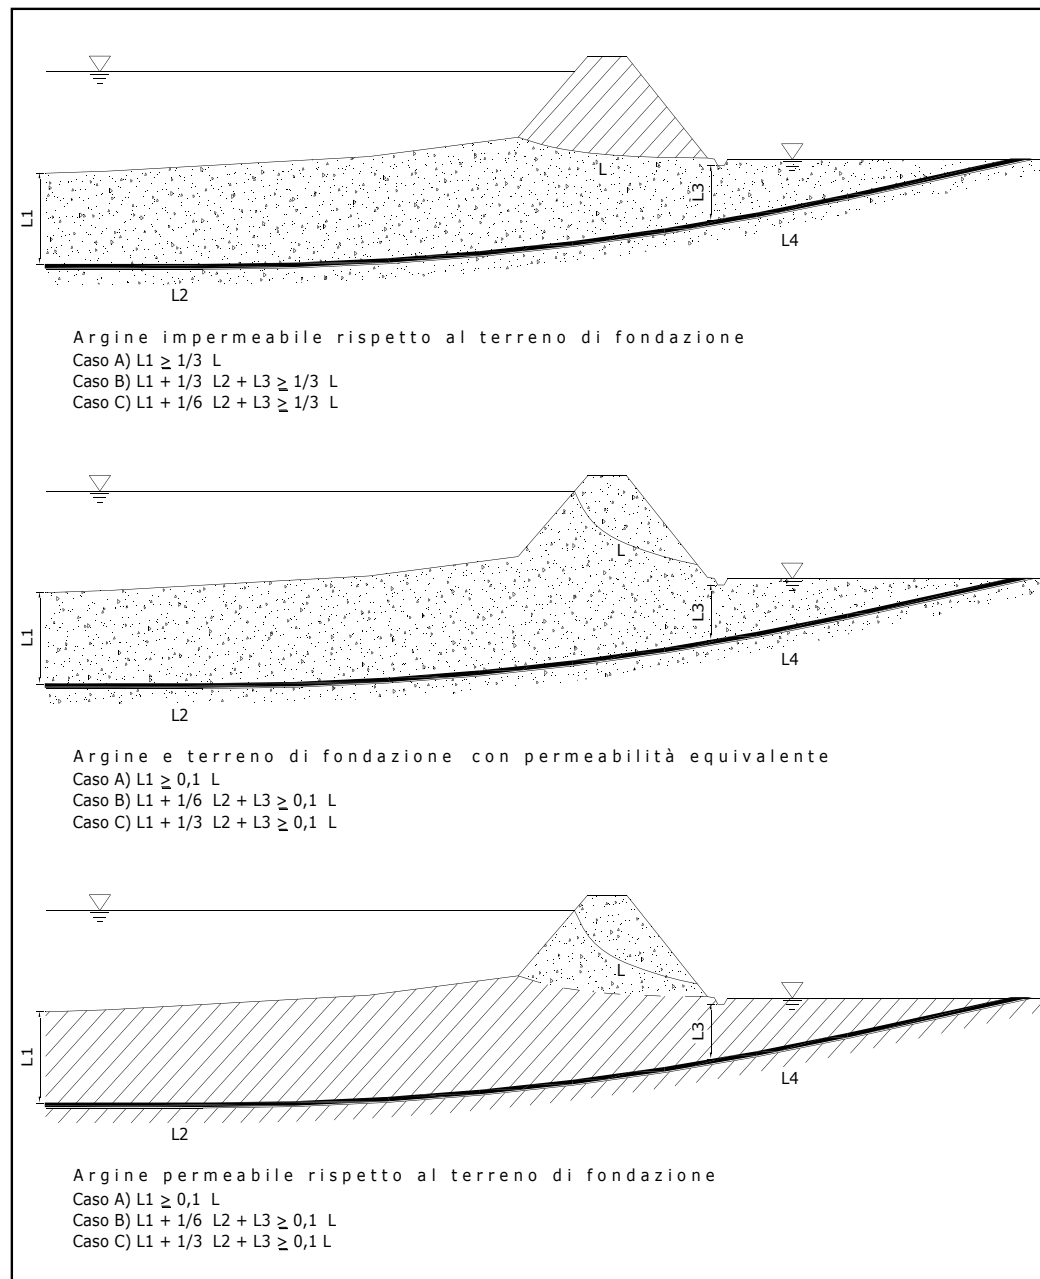 L
L3
L1
L4
L2
Argine impermeabile rispetto al terreno di fondazione
Caso A) L1 ≥ 1/3 L
Caso B) L1 + 1/3 L2 + L3 ≥ 1/3 L
Caso C) L1 + 1/6 L2 + L3 ≥ 1/3 L
L
L3
L1
L4
L2
Argine e terreno di fondazione con permeabilità equivalente
Caso A) L1 ≥ 0,1 L
Caso B) L1 + 1/6 L2 + L3 ≥ 0,1 L
Caso C) L1 + 1/3 L2 + L3 ≥ 0,1 L
L
L3
L1
L4
L2
Argine permeabile rispetto al terreno di fondazione
Caso A) L1 ≥ 0,1 L
Caso B) L1 + 1/6 L2 + L3 ≥ 0,1 L
Caso C) L1 + 1/3 L2 + L3 ≥ 0,1 L